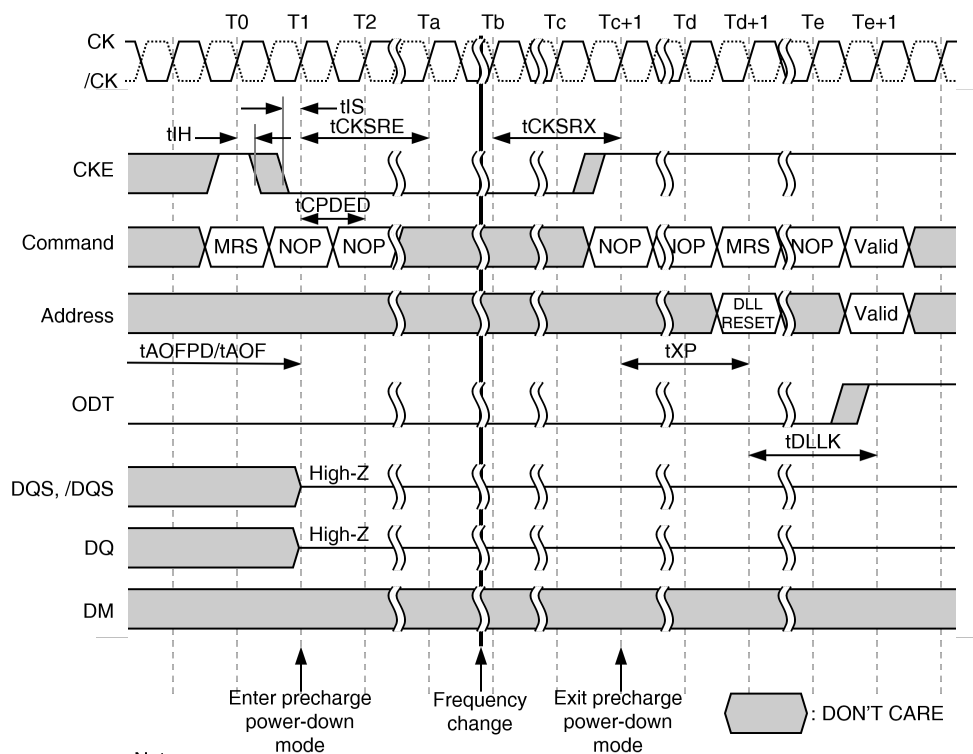 T0 T1 T2 Ta Tb Tc Tc+1 Td Td+1 Te Te+1
CK
/CK
tIS
tIH
tCKSRE
tCKSRX
CKE
tCPDED
Command
MRS NOP NOP NOP NOP MRS NOP Valid
Address
DLL
RESET
Valid
tAOFPD/tAOF
tXP
ODT
tDLLK
DQS, /DQS
High-Z
DQ
High-Z
DM
Enter precharge
power-down
mode
Frequency
change
Exit precharge
power-down
mode
: DON'T CARE